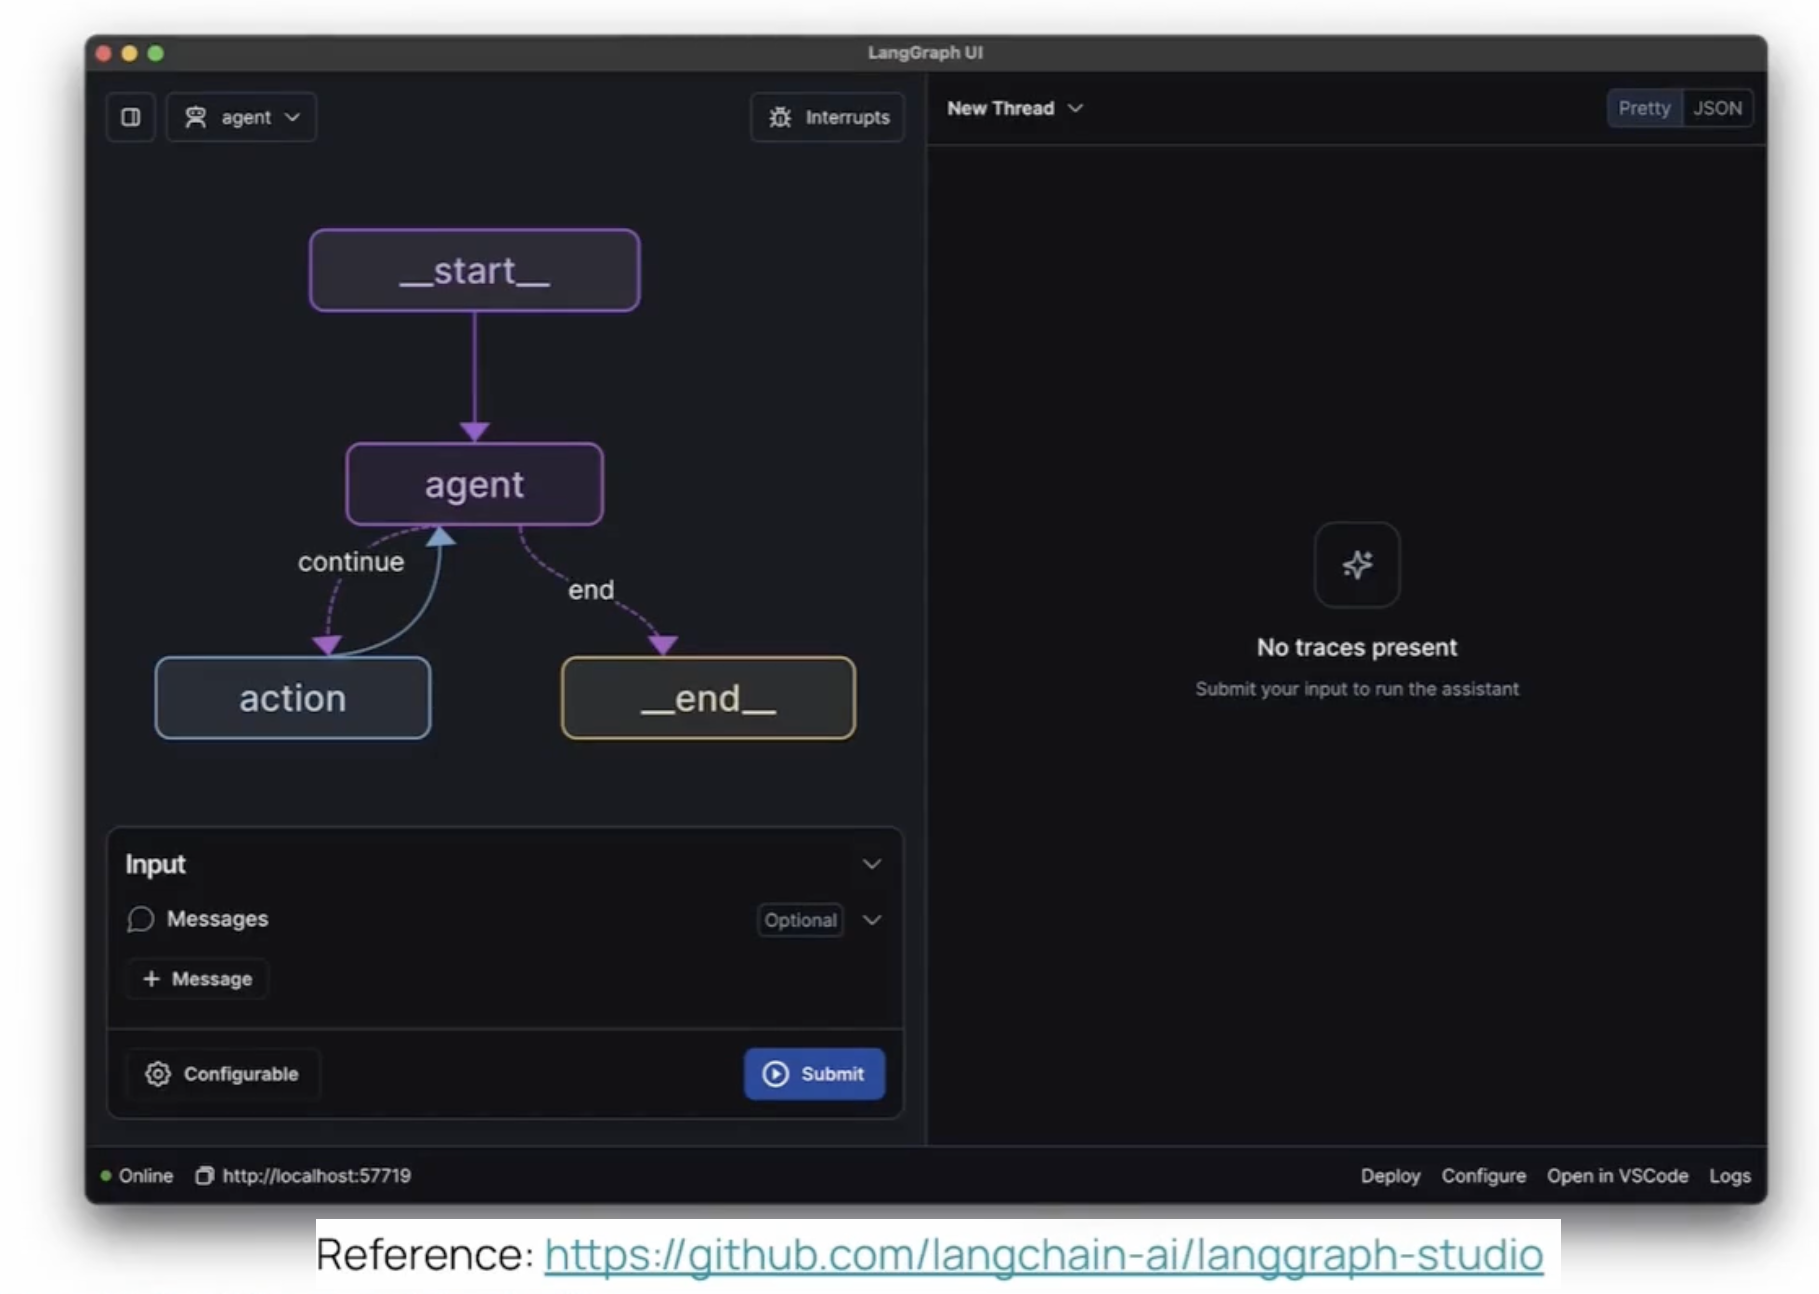 LangGraph UI
agent
Interrupts
New Thread
Pretty JSON
__start__
agent
continue
end
action
__end__
No traces present
Submit your input to run the assistant
Input
Messages
Optional
+ Message
Configurable
Submit
Online
http://localhost:57719
Deploy Configure Open in VSCode Logs
Reference: https://github.com/langchain-ai/langgraph-studio